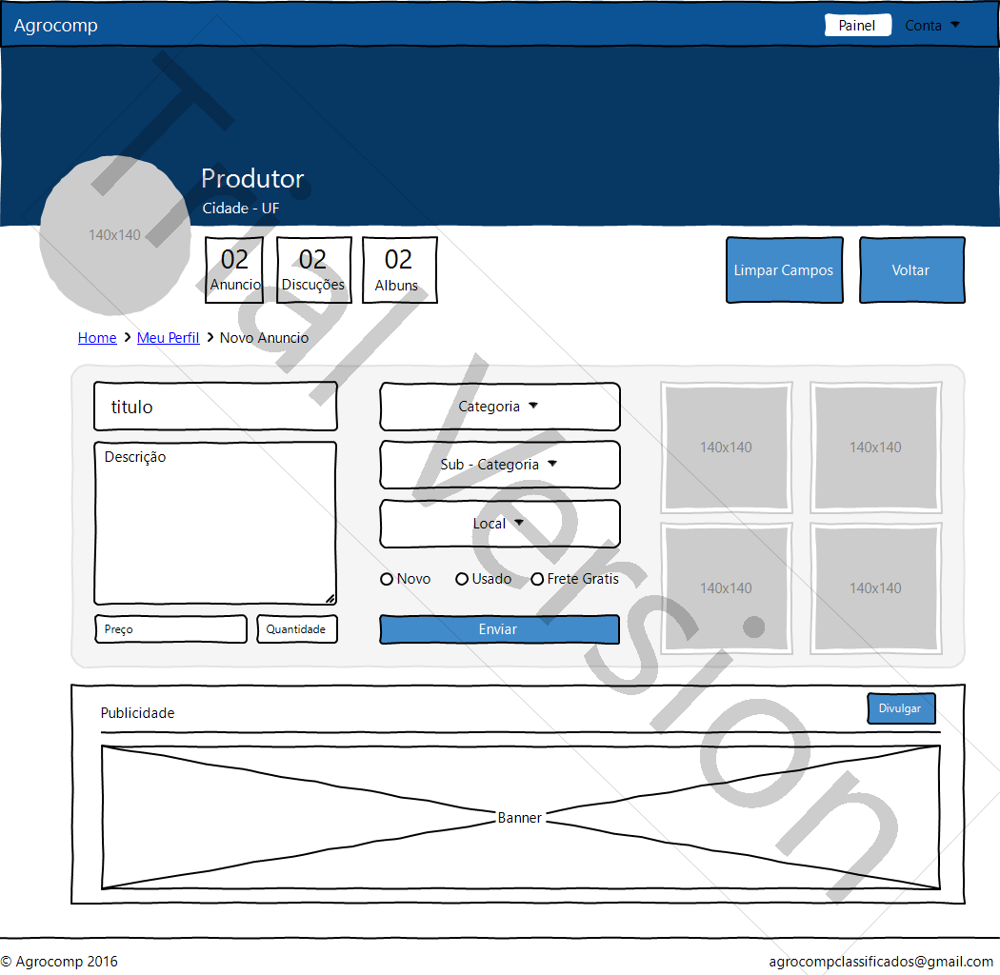 Agrocomp
Painel
Conta
Produtor
Cidade - UF
140x140
02
Anuncio
02
Discuções
02
Albuns
Limpar Campos
Voltar
Home
Meu Perfil
Novo Anuncio
titulo
Descrição
Preço
Quantidade
Categoria
Sub - Categoria
Local
Novo
Usado
Frete Gratis
Enviar
140x140
140x140
140x140
140x140
Publicidade
Divulgar
Banner
© Agrocomp 2016
agrocompclassificados@gmail.com
Trial Version